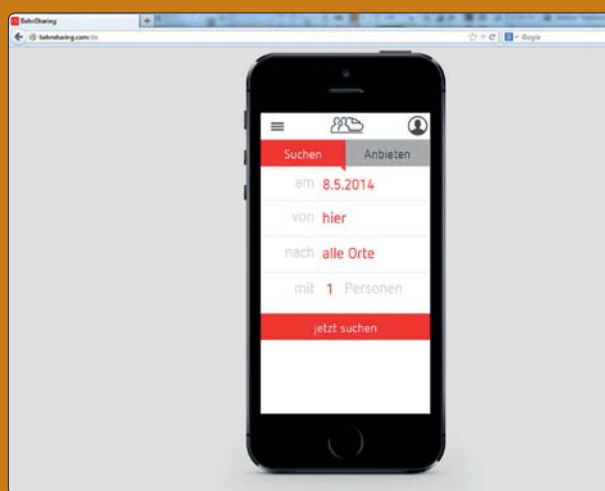 BahnSharing
bahnsharing.com/de
Google
Suchen Anbieten
am 8.5.2014
von hier
nach alle Orte
mit 1 Personen
jetzt suchen